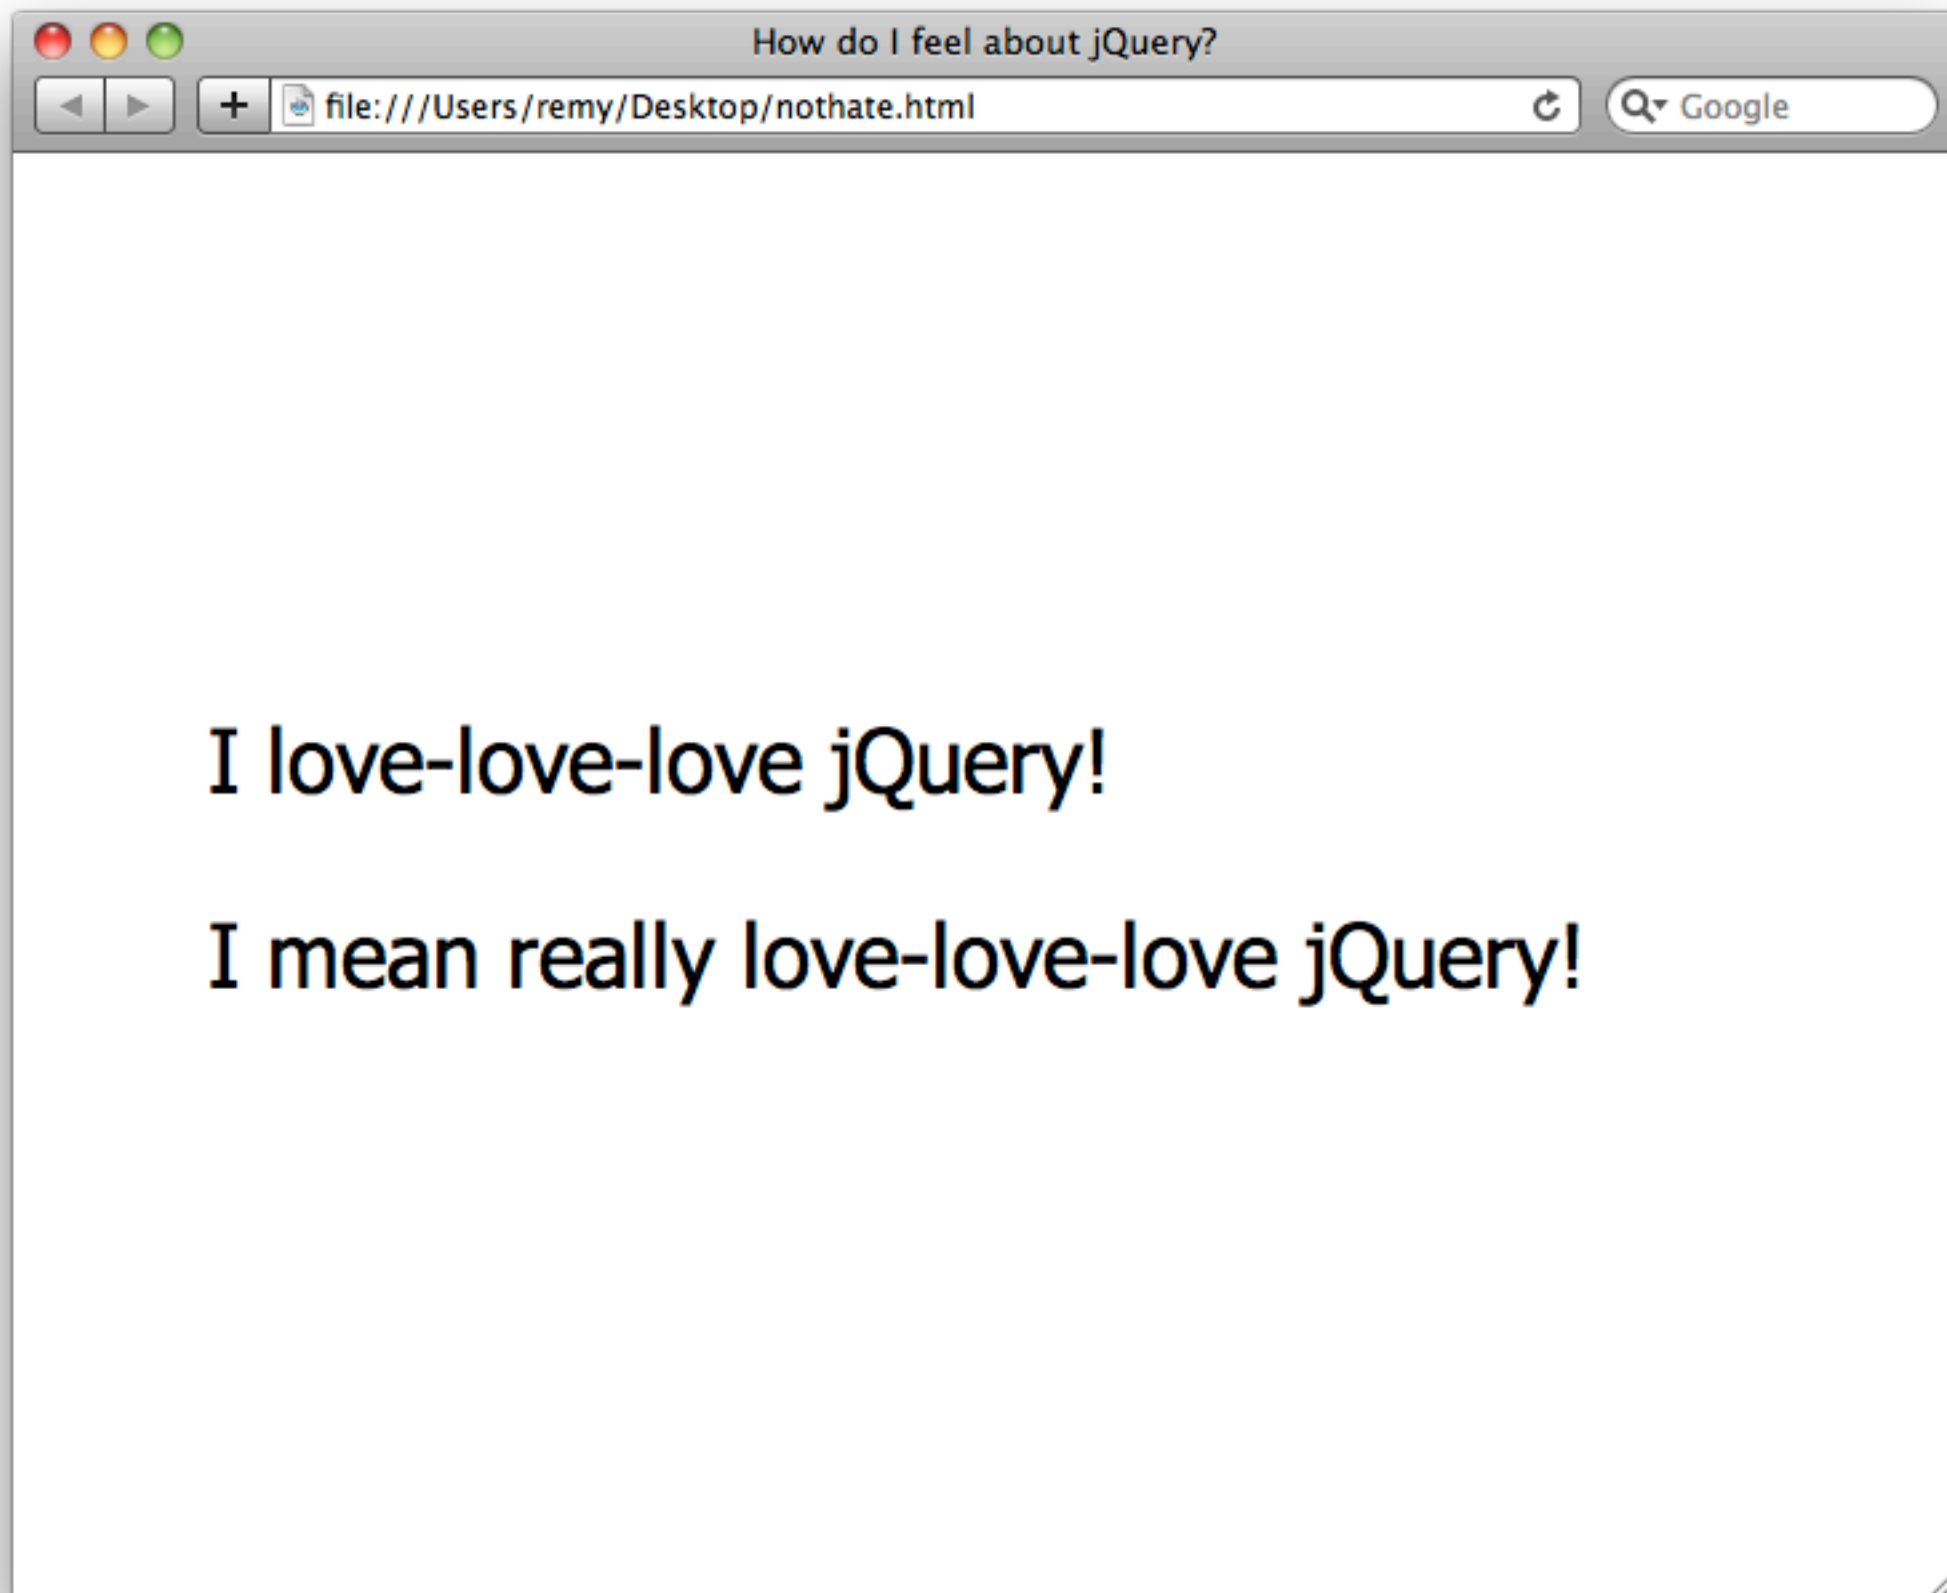 How do I feel about jQuery?
file:///Users/remy/Desktop/nothate.html
Google
I love-love-love jQuery!
I mean really love-love-love jQuery!